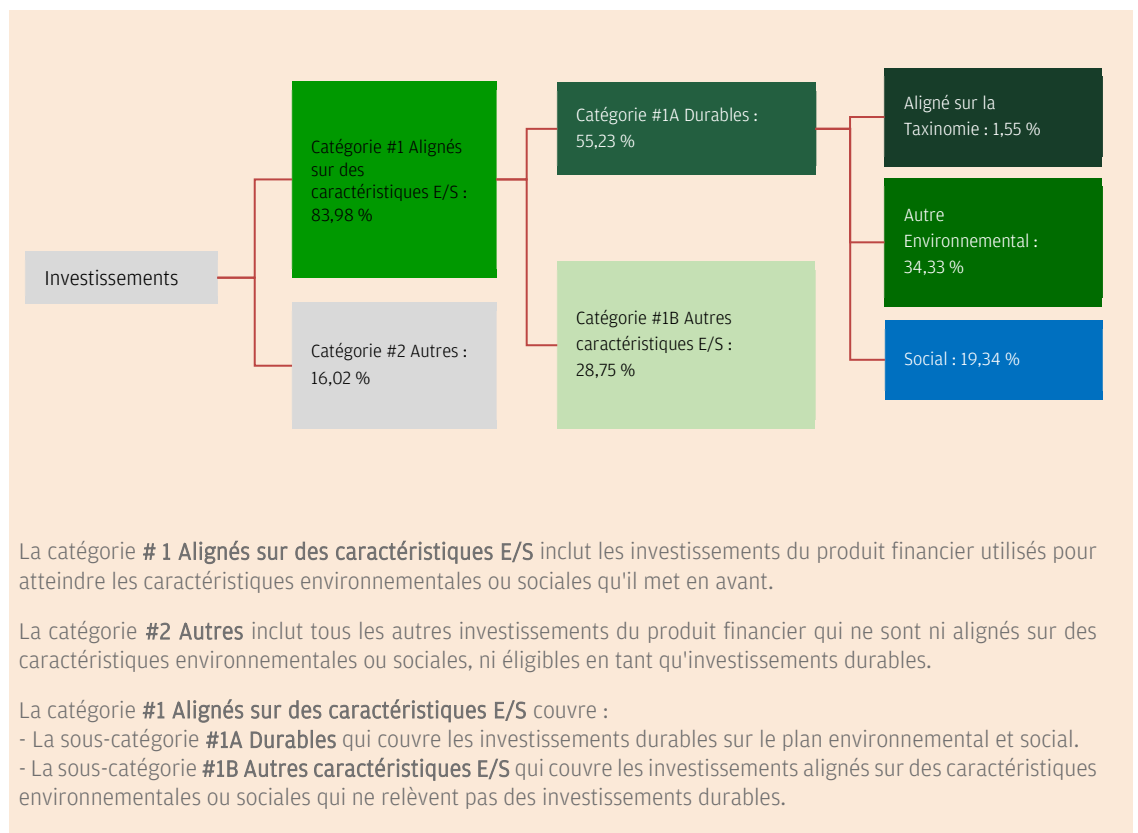 Investissements
Catégorie #1 Alignés
sur des
caractéristiques E/S :
83,98 %
Catégorie #2 Autres :
16,02 %
Catégorie #1A Durables :
55,23 %
Catégorie #1B Autres
caractéristiques E/S :
28,75 %
Aligné sur la
Taxinomie : 1,55 %
Autre
Environnemental :
34,33 %
Social : 19,34 %
La catégorie # 1 Alignés sur des caractéristiques E/S inclut les investissements du produit financier utilisés pour
atteindre les caractéristiques environnementales ou sociales qu'il met en avant.
La catégorie #2 Autres inclut tous les autres investissements du produit financier qui ne sont ni alignés sur des
caractéristiques environnementales ou sociales, ni éligibles en tant qu'investissements durables.
La catégorie #1 Alignés sur des caractéristiques E/S couvre :
- La sous-catégorie #1A Durables qui couvre les investissements durables sur le plan environnemental et social.
- La sous-catégorie #1B Autres caractéristiques E/S qui couvre les investissements alignés sur des caractéristiques
environnementales ou sociales qui ne relèvent pas des investissements durables.